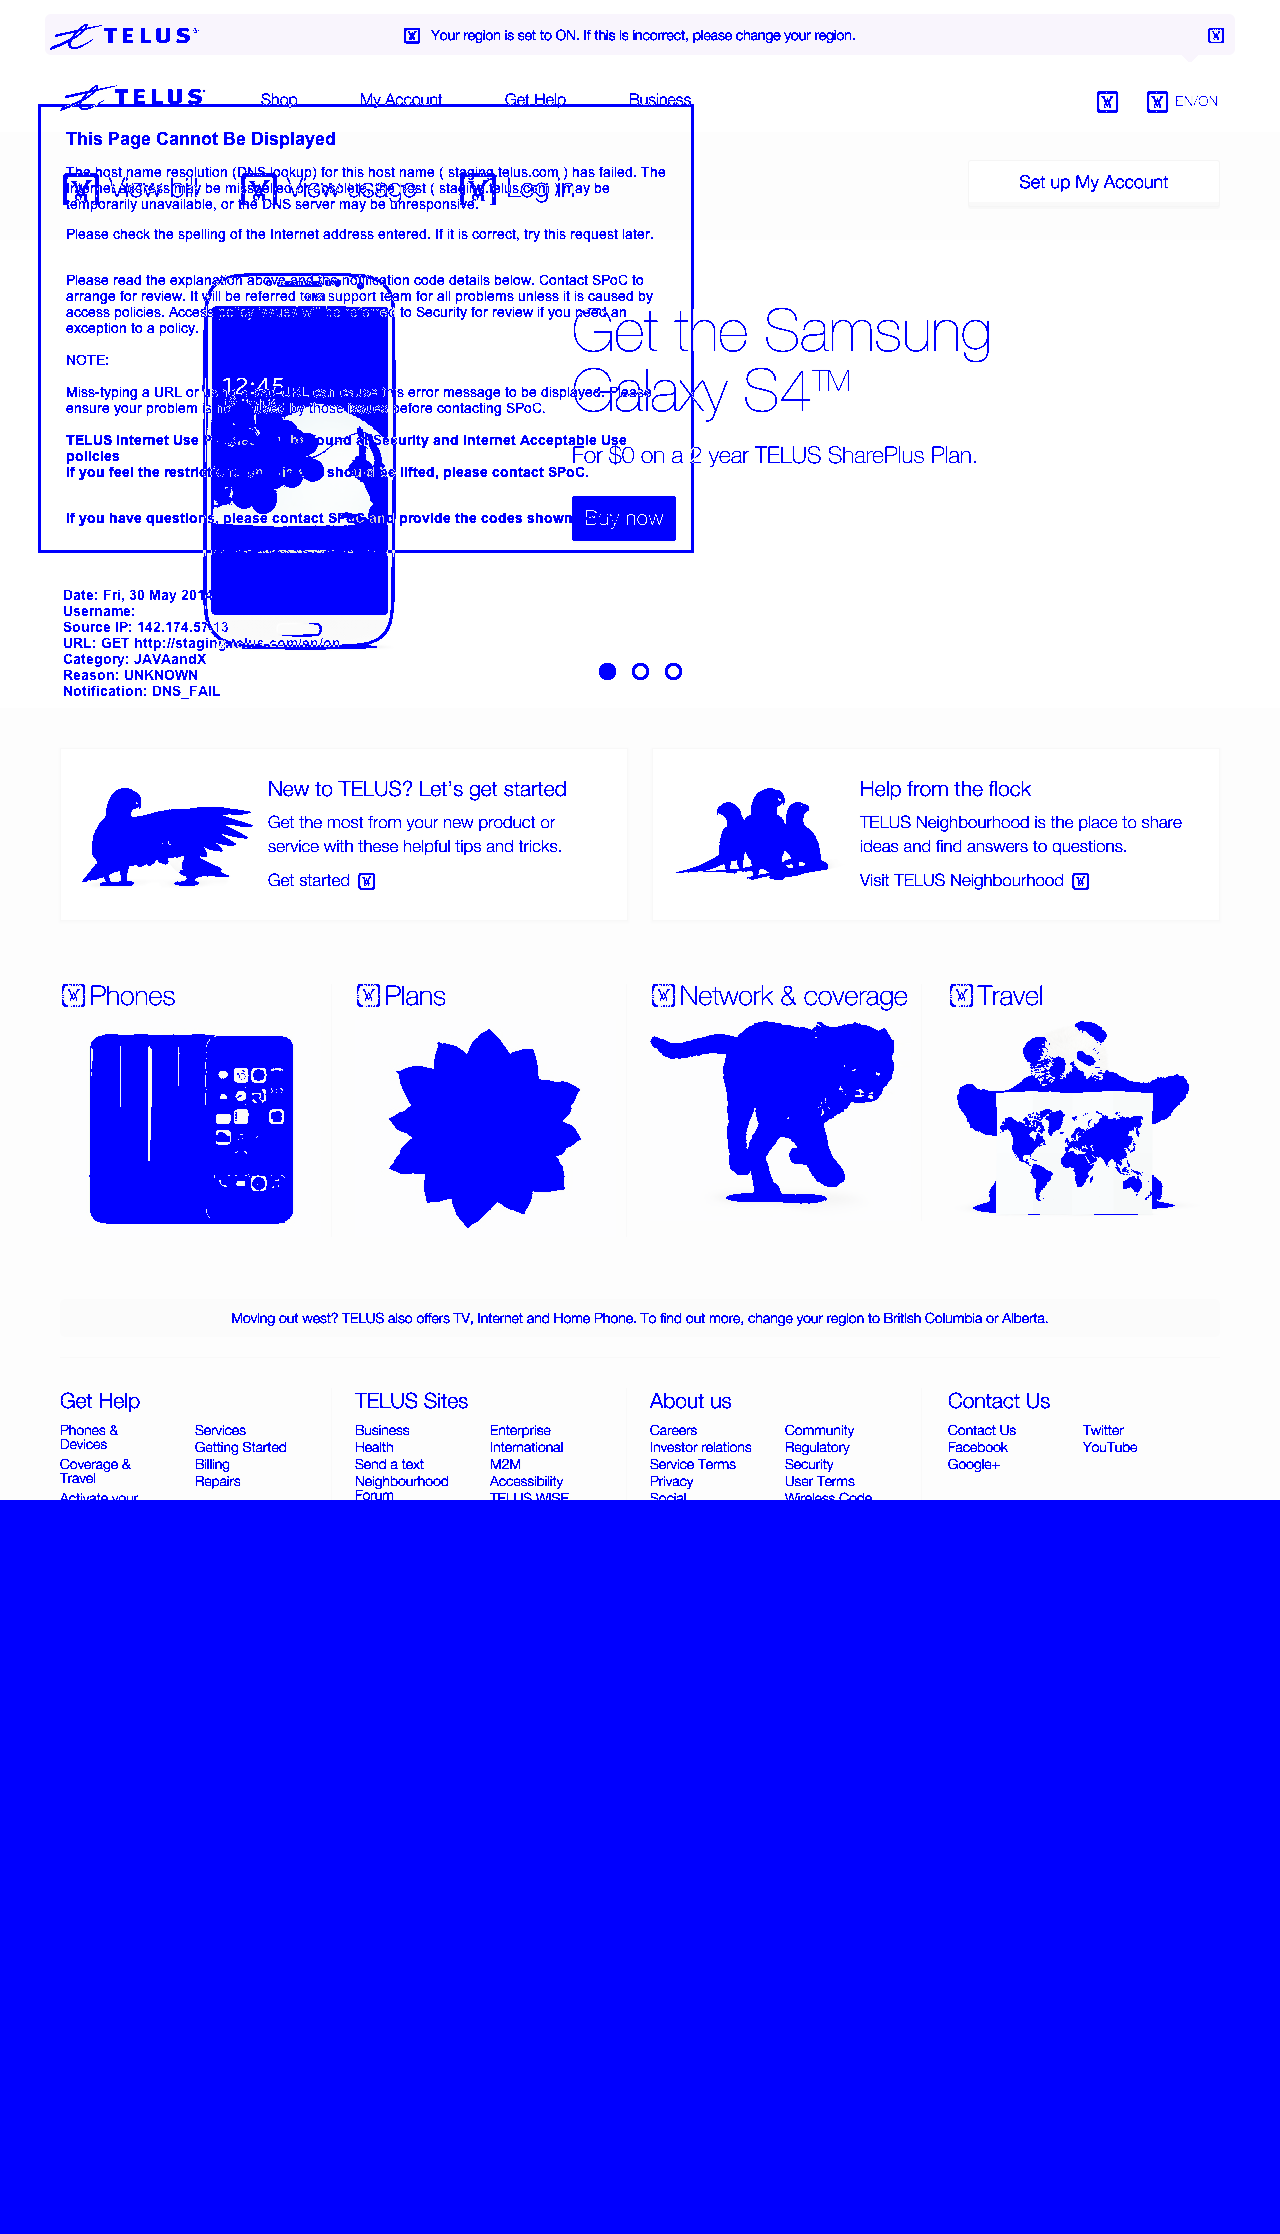 TELUS
Your region is set to ON. If this is incorrect, please change your region.
TELUS
Shop My Account Get Help Business
EN/ON
This Page Cannot Be Displayed
The host name resolution (DNS lookup) for this host name ( staging.telus.com ) has failed. The
Internet address may be misspelled or obsolete, the host ( staging.telus.com ) may be
temporarily unavailable, or the DNS server may be unresponsive.
View bill View usage Log in
Set up My Account
Please check the spelling of the Internet address entered. If it is correct, try this request later.
Please read the explanation above and the notification code details below. Contact SPoC to
arrange for review. It will be referred to a support team for all problems unless it is caused by
access policies. Access to Security for review if you need an
exception to a policy.
Get the Samsung
Galaxy S4™
NOTE:
12:45
Miss-typing a URL or this error message to be displayed. Please
ensure your problem is by those before contacting SPoC.
TELUS Internet Use found at Security and Internet Acceptable Use
policies
If you feel the should be lifted, please contact SPoC.
For $0 on a 2 year TELUS SharePlus Plan.
If you have questions, please contact SPoC and provide the codes shown
Buy now
Date: Fri, 30 May
Username:
Source IP: 142.174.57.13
URL: GET http://staging.telus.com/en/on
Category: JAVAandX
Reason: UNKNOWN
Notification: DNS_FAIL
New to TELUS? Let's get started
Get the most from your new product or
service with these helpful tips and tricks.
Get started
Help from the flock
TELUS Neighbourhood is the place to share
ideas and find answers to questions.
Visit TELUS Neighbourhood
Phones
Plans
Network & coverage
Travel
Moving out west? TELUS also offers TV, Internet and Home Phone. To find out more, change your region to British Columbia or Alberta.
Get Help
Phones &
Devices
Coverage &
Travel
Activate your
Services
Getting Started
Billing
Repairs
TELUS Sites
Business
Health
Send a text
Neighbourhood
Forum
Enterprise
International
M2M
Accessibility
TELUS WISE
About us
Careers
Investor relations
Service Terms
Privacy
Social
Community
Regulatory
Security
User Terms
Wireless Code
Contact Us
Contact Us
Facebook
Google+
Twitter
YouTube